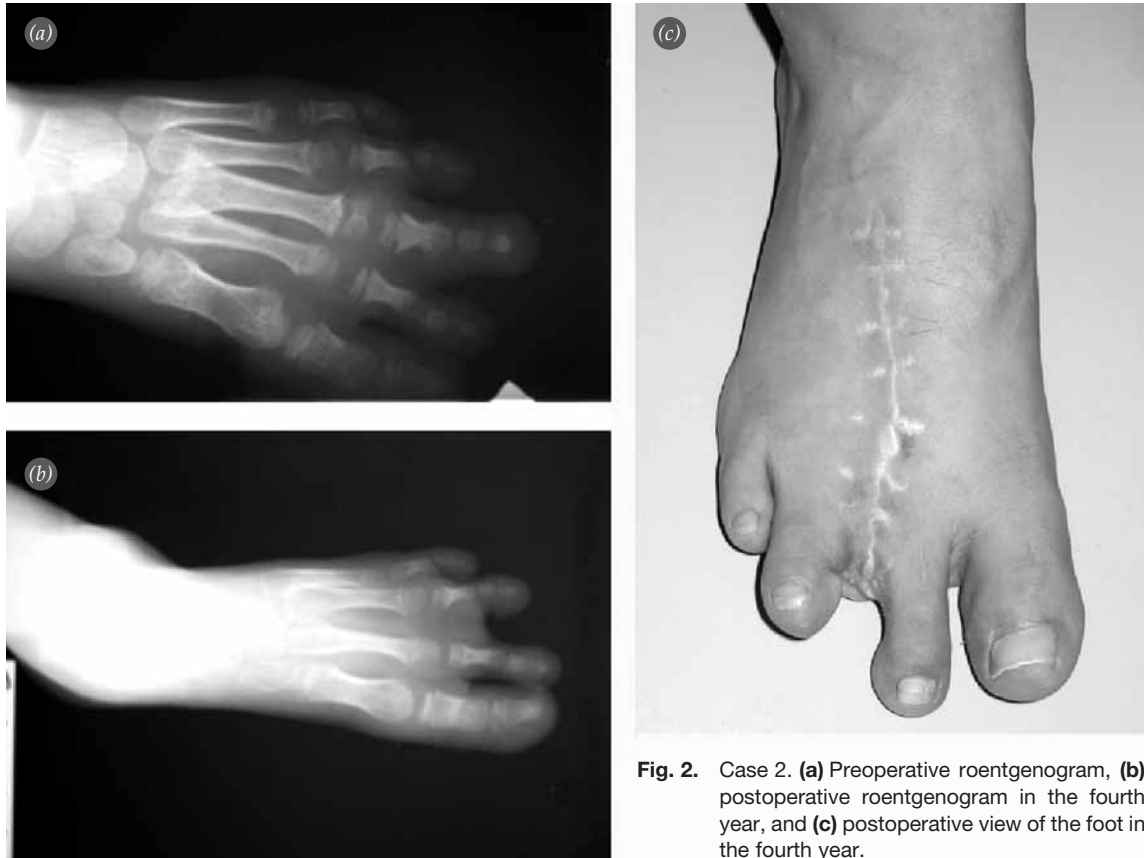 (a)
(b)
(c)
Fig. 2. Case 2. (a) Preoperative roentgenogram, (b)
postoperative roentgenogram in the fourth
year, and (c) postoperative view of the foot in
the fourth year.